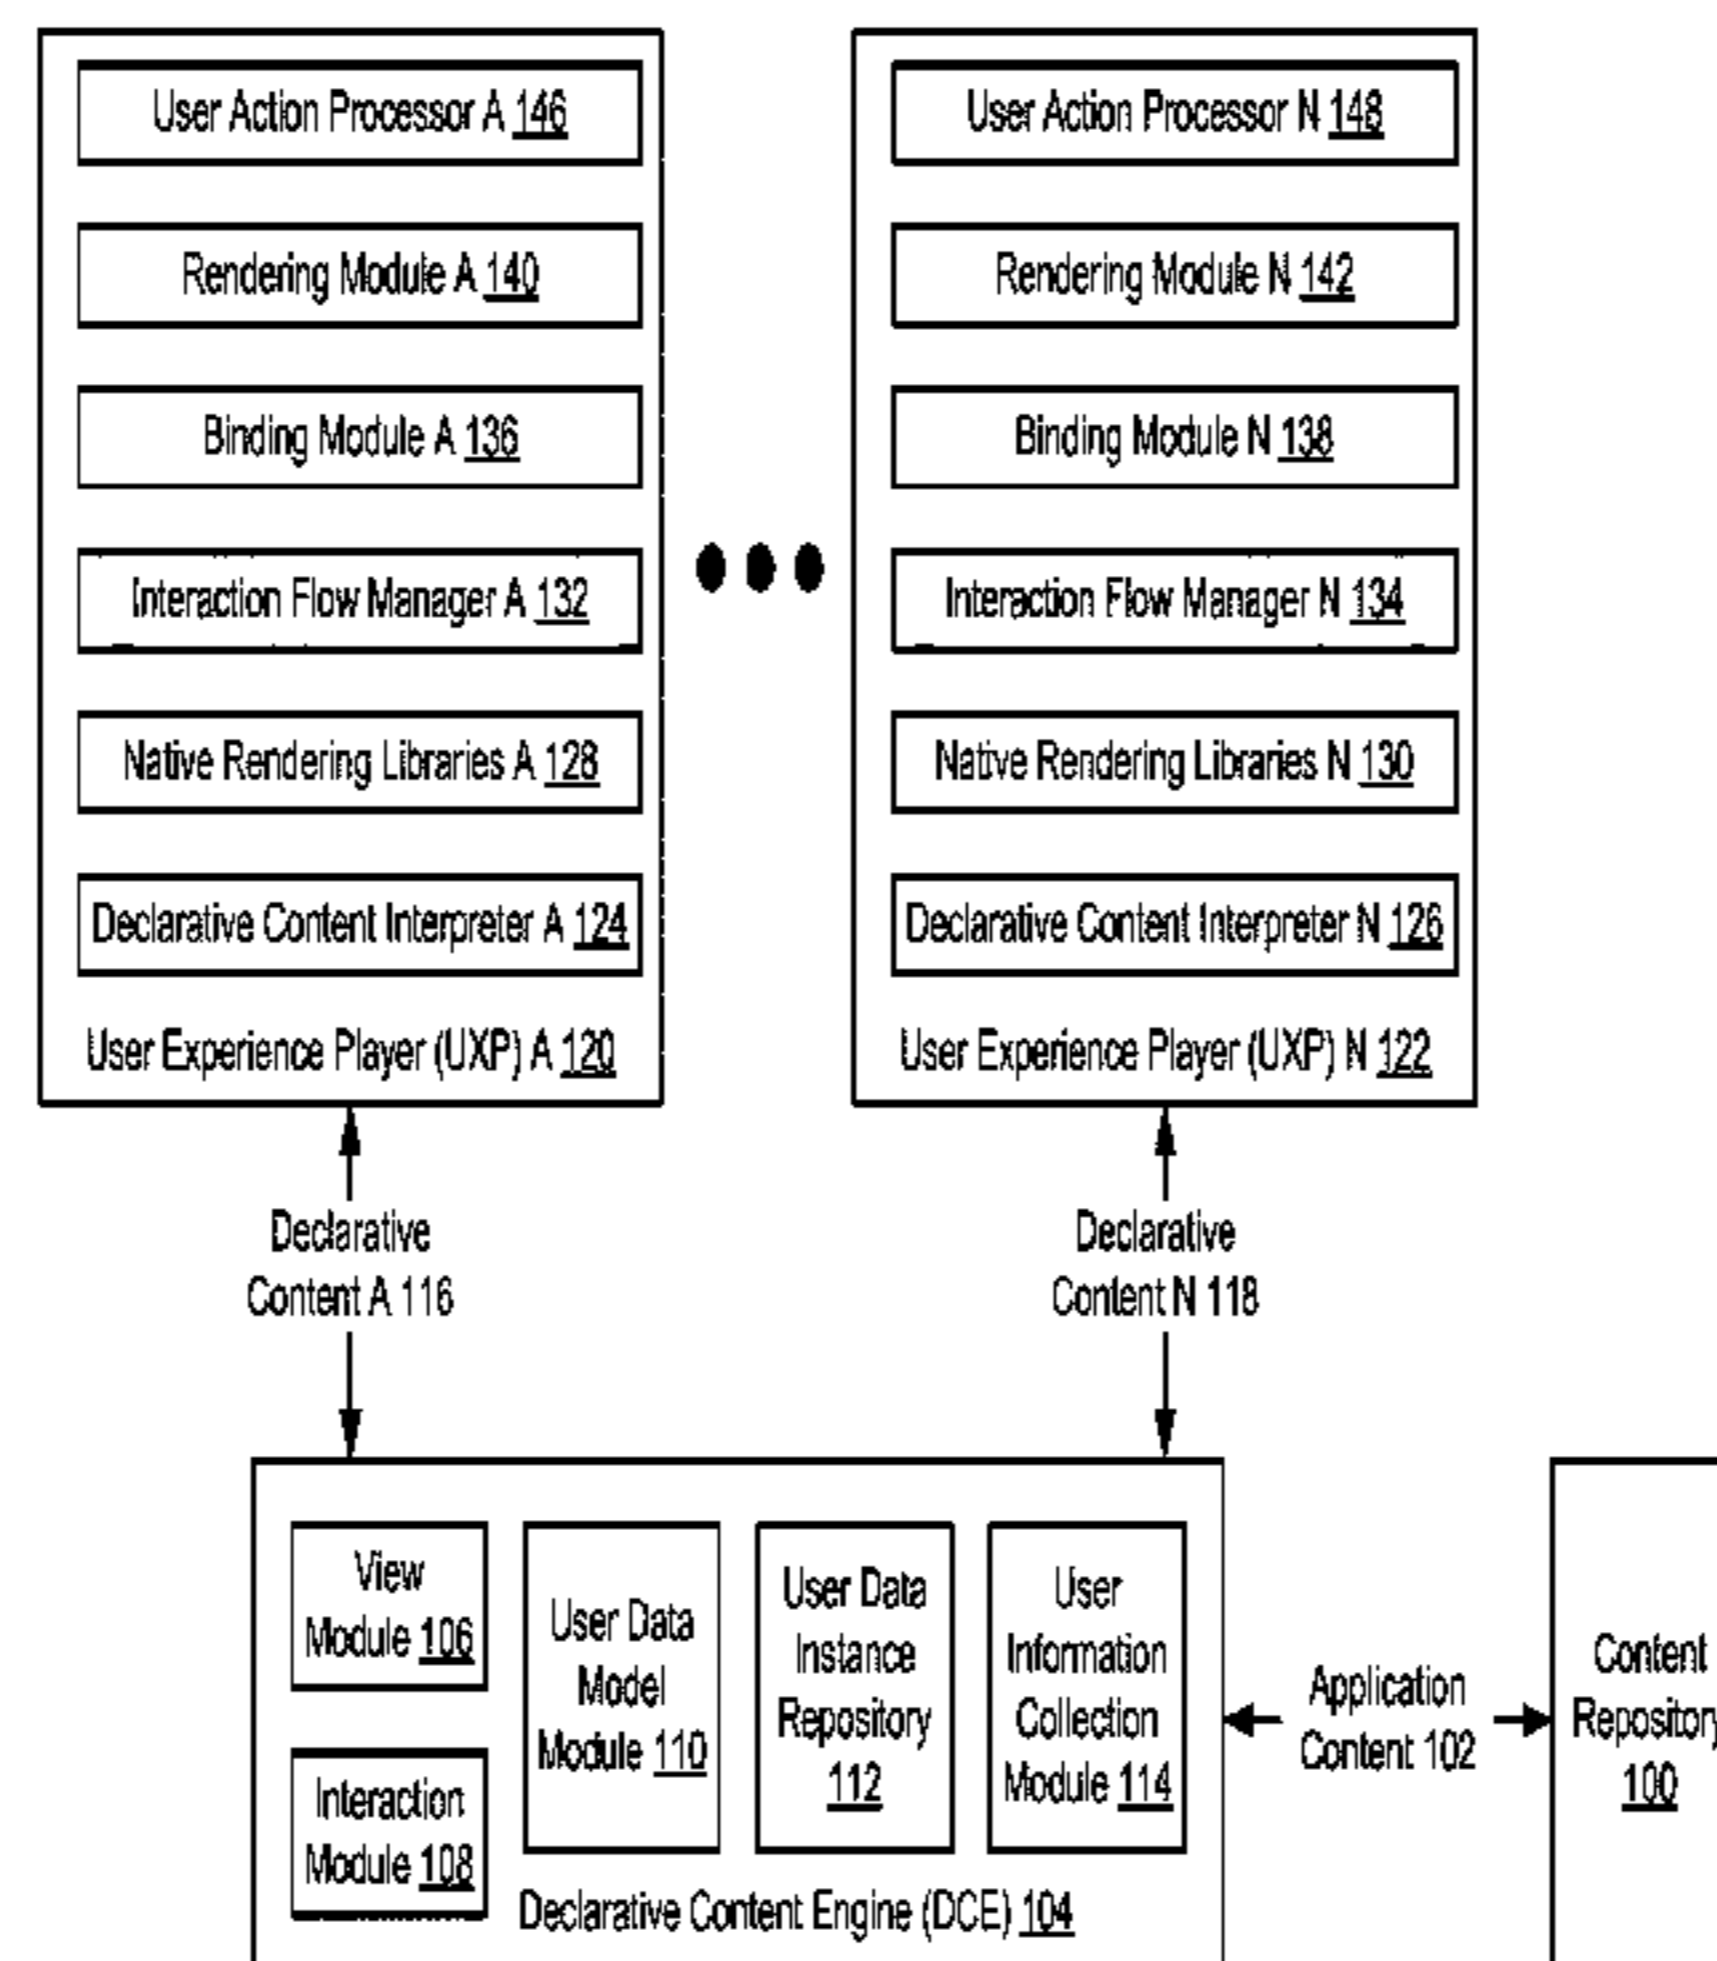 User Action Processor A 146
Rendering Module A 140
Binding Module A 136
Interaction Flow Manager A 132
Native Rendering Libraries A 128
Declarative Content Interpreter A 124
User Experience Player (UXP) A 120
User Action Processor N 148
Rendering Module N 142
Binding Module N 138
Interaction Flow Manager N 134
Native Rendering Libraries N 130
Declarative Content Interpreter N 126
User Experience Player (UXP) N 122
Declarative
Content A 116
Declarative
Content N 118
View
Module 106
Interaction
Module 108
User Data
Model
Module 110
User Data
Instance
Repository
112
User
Information
Collection
Module 114
Declarative Content Engine (DCE) 104
Application
Content 102
Content
Repository
100